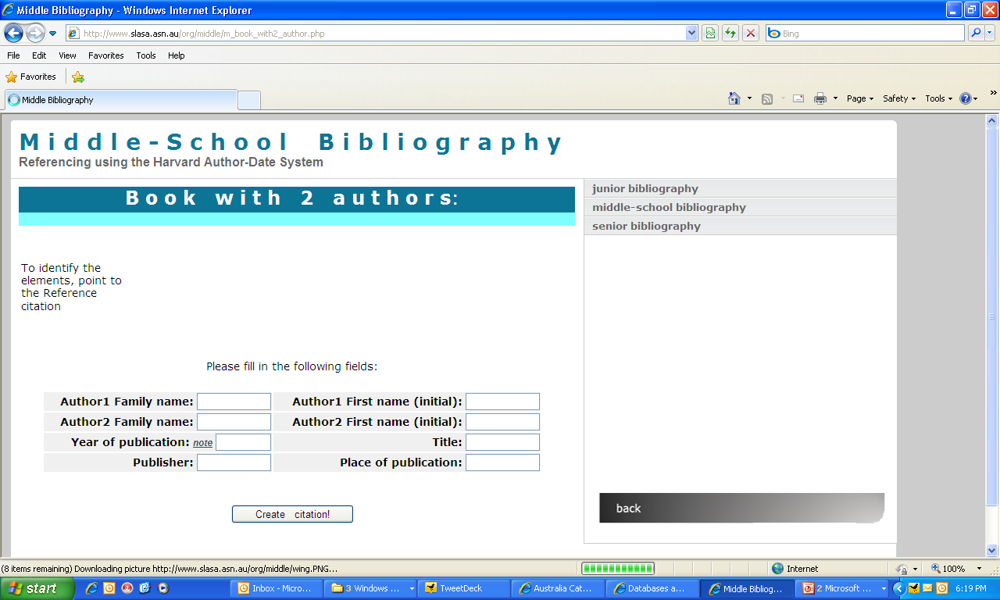 Middle Bibliography - Windows Internet Explorer
http://www.slasa.asn.au/org/middle/m_book_with2_author.php
Bing
File Edit View Favorites Tools Help
Favorites
Middle Bibliography
Page Safety Tools
Middle-School Bibliography
Referencing using the Harvard Author-Date System
Book with 2 authors:
junior bibliography
middle-school bibliography
senior bibliography
To identify the
elements, point to
the Reference
citation
Please fill in the following fields:
Author1 Family name: Author1 First name (initial):
Author2 Family name: Author2 First name (initial):
Year of publication: note Title:
Publisher: Place of publication:
Create citation!
back
(8 items remaining) Downloading picture http://www.slasa.asn.au/org/middle/wing.PNG...
Internet
100%
start
Inbox - Micro...
3 Windows ...
TweetDeck
Australia Cat...
Databases a...
Middle Bibliog...
2 Microsoft ...
6:19 PM